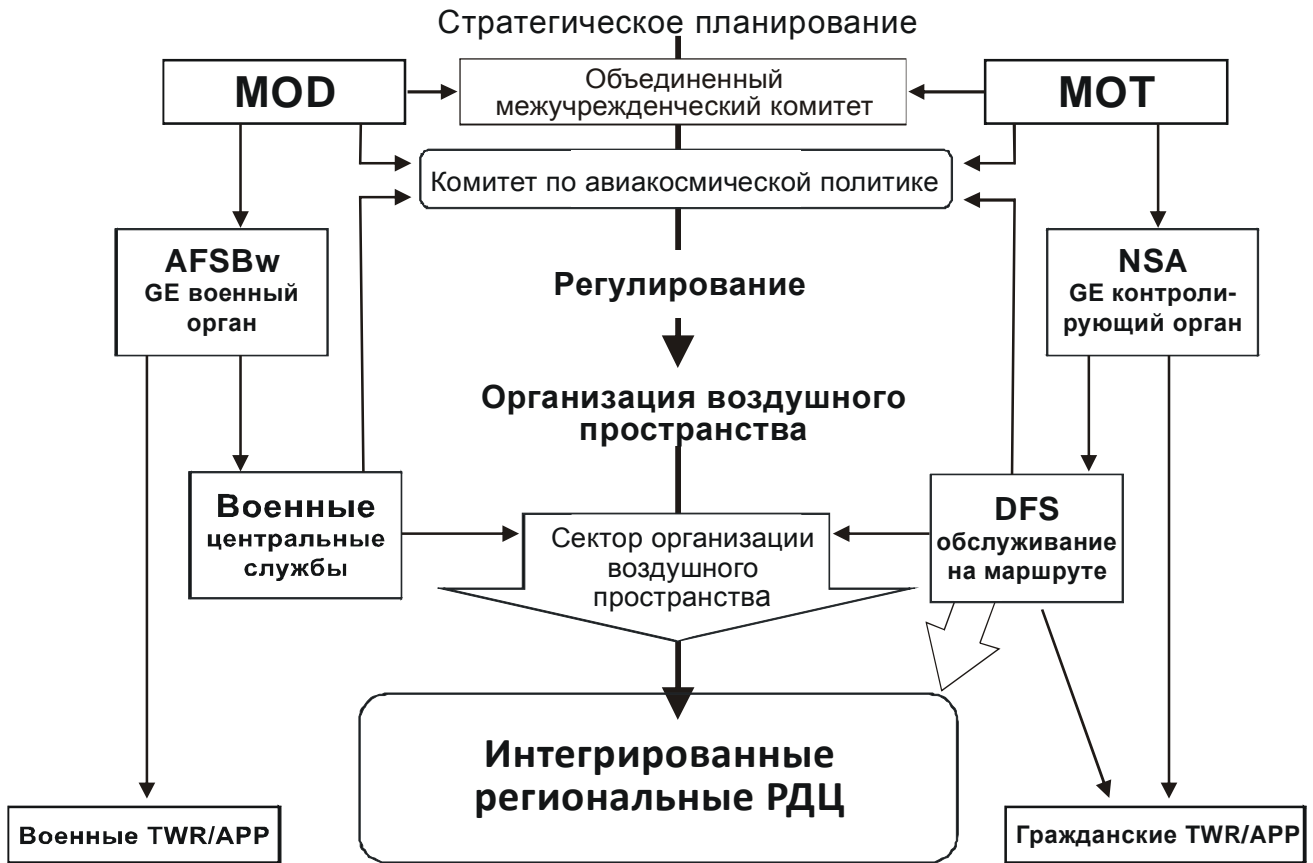 Стратегическое планирование
MOD
Объединенный
межучрежденческий комитет
MOT
Комитет по авиакосмической политике
AFSBw
GE военный
орган
Регулирование
NSA
GE контроли-
рующий орган
Организация воздушного
пространства
Военные
центральные
службы
Сектор организации
воздушного
пространства
DFS
обслуживание
на маршруте
Интегрированные
региональные РДЦ
Военные TWR/APP
Гражданские TWR/APP